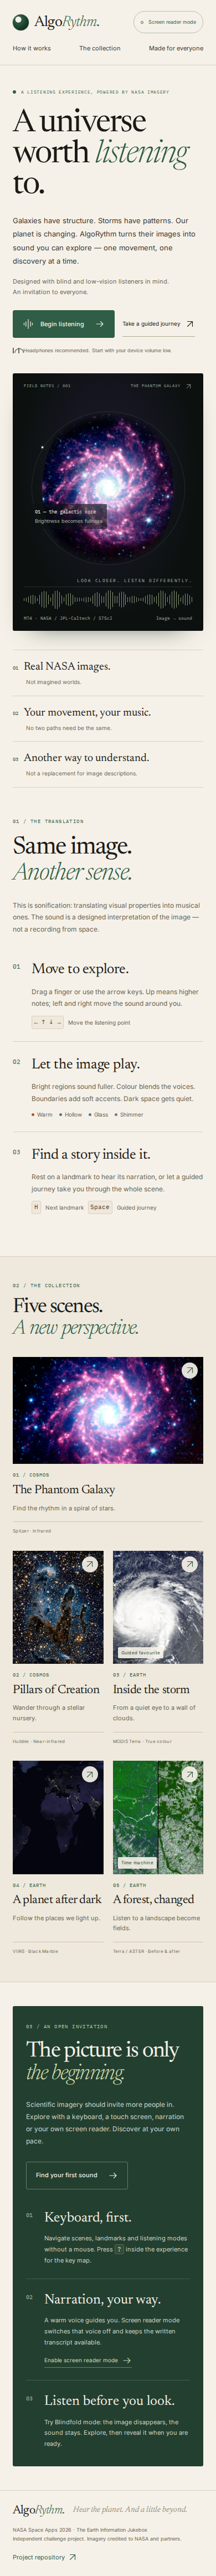 AlgoRythm.
Screen reader mode
How it works
The collection
Made for everyone
A LISTENING EXPERIENCE, POWERED BY NASA IMAGERY
A universe
worth listening
to.
Galaxies have structure. Storms have patterns. Our
planet is changing. AlgoRythm turns their images into
sound you can explore — one movement, one
discovery at a time.
Designed with blind and low-vision listeners in mind.
An invitation to everyone.
Begin listening →
Take a guided journey ↗
Headphones recommended. Start with your device volume low.
FIELD NOTES / 001
THE PHANTOM GALAXY ↗
01 — the galactic core
Brightness becomes
LOOK CLOSER. LISTEN DIFFERENTLY.
M74 · NASA / JPL-Caltech / STScI
Image → sound
01 Real NASA images.
Not imagined worlds.
02 Your movement, your music.
No two paths need be the same.
03 Another way to understand.
Not a replacement for image descriptions.
01 / THE TRANSLATION
Same image.
Another sense.
This is sonification: translating visual properties into musical
ones. The sound is a designed interpretation of the image —
not a recording from space.
01 Move to explore.
Drag a finger or use the arrow keys. Up means higher
notes; left and right move the sound around you.
← ↑ ↓ → Move the listening point
02 Let the image play.
Bright regions sound fuller. Colour blends the voices.
Boundaries add soft accents. Dark space gets quiet.
Warm Hollow Glass Shimmer
03 Find a story inside it.
Rest on a landmark to hear its narration, or let a guided
journey take you through the whole scene.
H Next landmark Space Guided journey
02 / THE COLLECTION
Five scenes.
A new perspective.
01 / COSMOS
The Phantom Galaxy
Find the rhythm in a spiral of stars.
Spitzer · Infrared
02 / COSMOS
Pillars of Creation
Wander through a stellar
nursery.
Hubble · Near-infrared
Guided favourite
03 / EARTH
Inside the storm
From a quiet eye to a wall of
clouds.
MODIS Terra · True colour
04 / EARTH
A planet after dark
Follow the places we light up.
VIIRS · Black Marble
Time machine
05 / EARTH
A forest, changed
Listen to a landscape become
fields.
Terra / ASTER · Before & after
03 / AN OPEN INVITATION
The picture is only
the beginning.
Scientific imagery should invite more people in.
Explore with a keyboard, a touch screen, narration
or your own screen reader. Discover at your own
pace.
Find your first sound →
01 Keyboard, first.
Navigate scenes, landmarks and listening modes
without a mouse. Press ? inside the experience
for the key map.
02 Narration, your way.
A warm voice guides you. Screen reader mode
switches that voice off and keeps the written
transcript available.
Enable screen reader mode →
03 Listen before you look.
Try Blindfold mode: the image disappears, the
sound stays. Explore, then reveal it when you are
ready.
AlgoRythm. Hear the planet. And a little beyond.
NASA Space Apps 2026 · The Earth Information Jukebox
Independent challenge project. Imagery credited to NASA and partners.
Project repository ↗